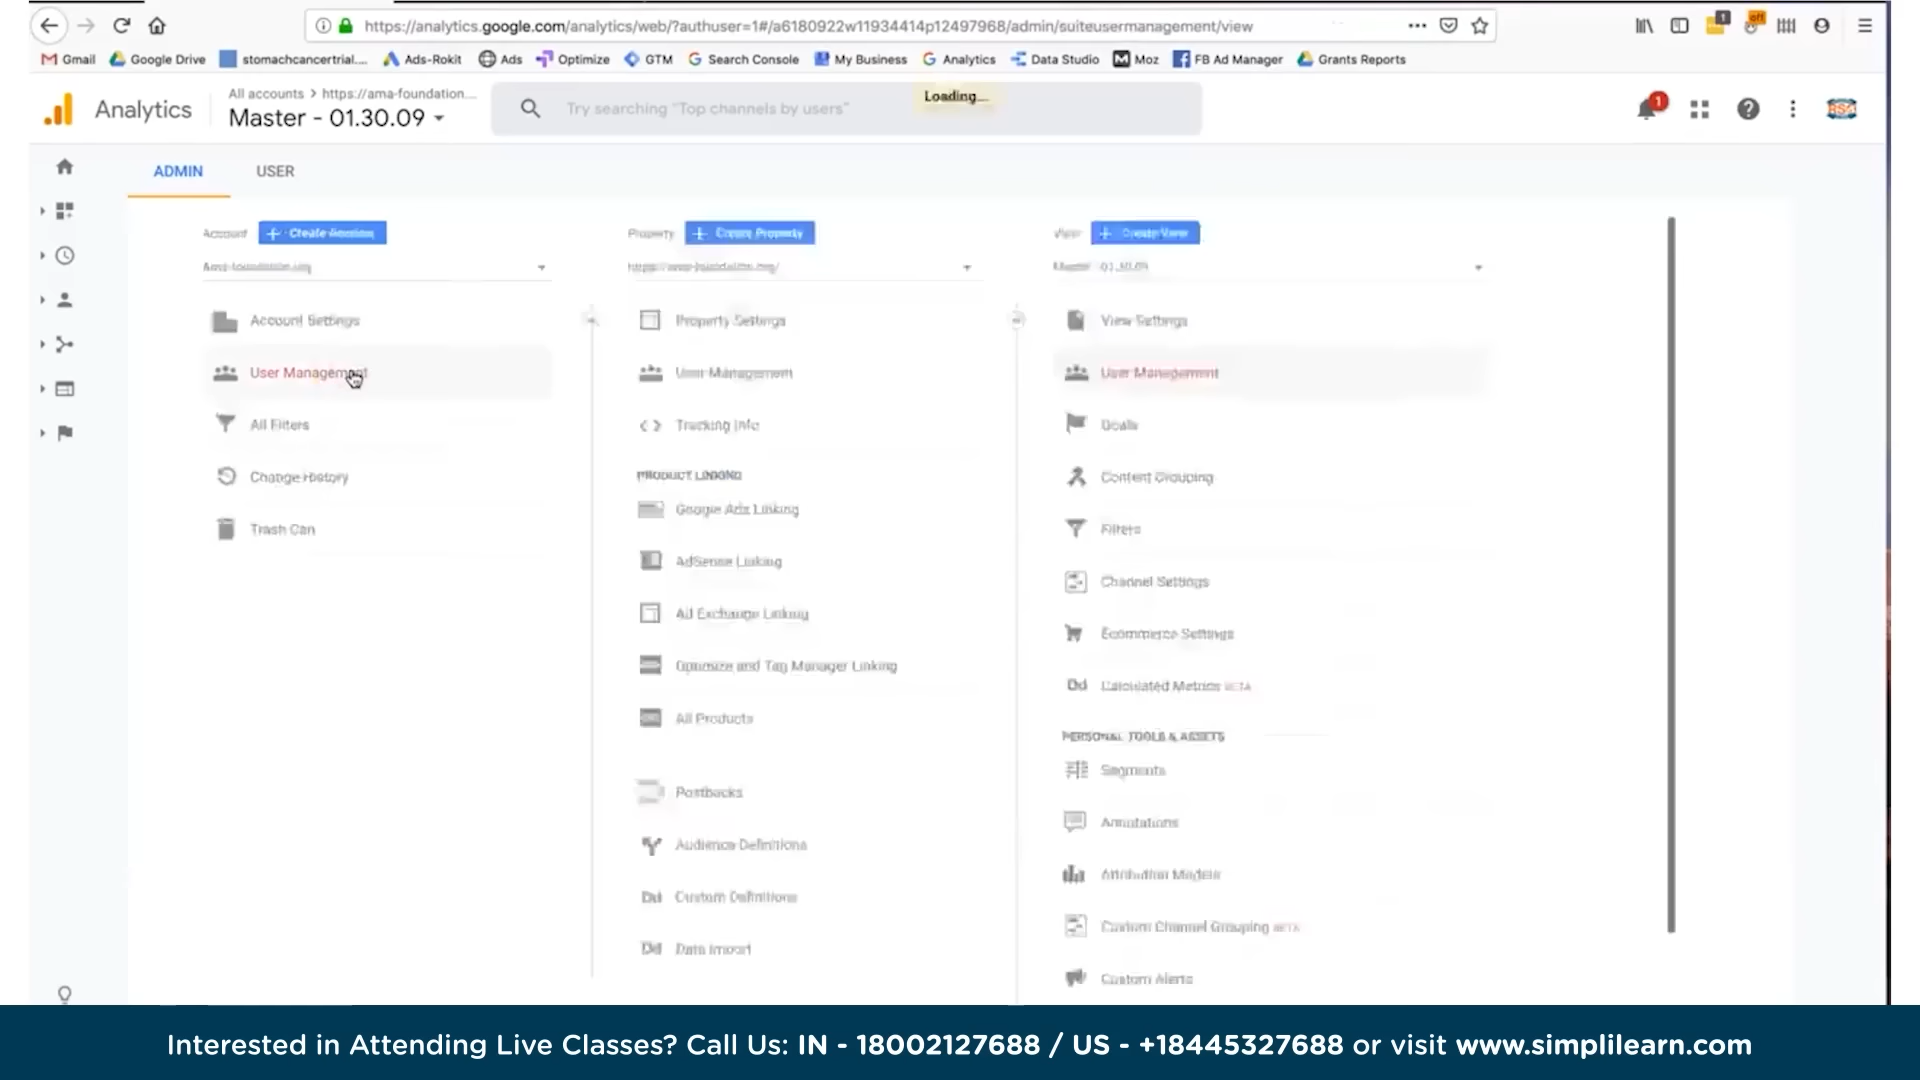 https://analytics.google.com/analytics/web/?authuser=1#/a6180922w11934414p12497968/admin/suiteusermanagement/view
1
off
Gmail Google Drive stomachcancertrial.... Ads-Rokit Ads Optimize GTM Search Console My Business Analytics Data Studio Moz FB Ad Manager Grants Reports
Analytics
All accounts > https://ama-foundation....
Master - 01.30.09
Try searching "Top channels by users"
Loading...
1
ADMIN USER
Account + Create Account
Ama-foundation.org
Account Settings
User Management
All Filters
Change History
Trash Can
Property + Create Property
https://ama-foundation.org/
Property Settings
User Management
Tracking Info
PRODUCT LINKING
Google Ads Linking
AdSense Linking
Ad Exchange Linking
Optimize and Tag Manager Linking
All Products
Postbacks
Audience Definitions
Dd Custom Definitions
Dd Data Import
View + Create View
Master 01.30.09
View Settings
User Management
Goals
Content Grouping
Filters
Channel Settings
Ecommerce Settings
Dd Calculated Metrics BETA
PERSONAL TOOLS & ASSETS
Segments
Annotations
Attribution Models
Custom Channel Grouping BETA
Custom Alerts
Interested in Attending Live Classes? Call Us: IN - 18002127688 / US - +18445327688 or visit www.simplilearn.com